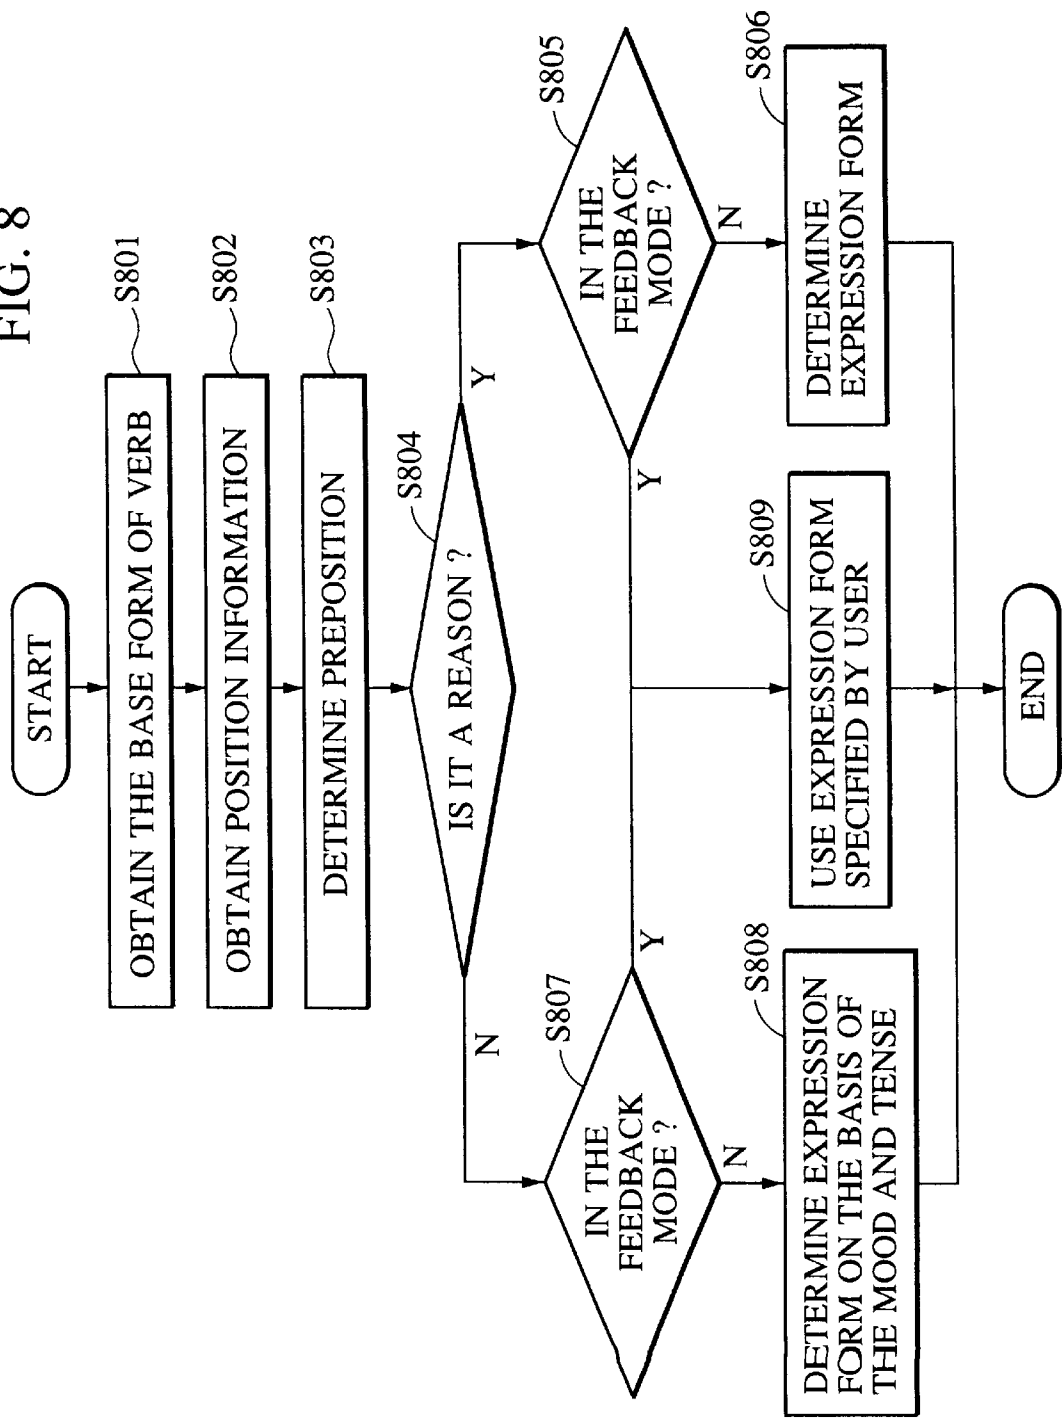 FIG. 8
START
OBTAIN THE BASE FORM OF VERB
S801
OBTAIN POSITION INFORMATION
S802
DETERMINE PREPOSITION
S803
IS IT A REASON ?
S804
N
Y
IN THE
FEEDBACK
MODE ?
S807
Y
N
IN THE
FEEDBACK
MODE ?
S805
Y
N
DETERMINE EXPRESSION
FORM ON THE BASIS OF
THE MOOD AND TENSE
S808
USE EXPRESSION FORM
SPECIFIED BY USER
S809
DETERMINE
EXPRESSION FORM
S806
END